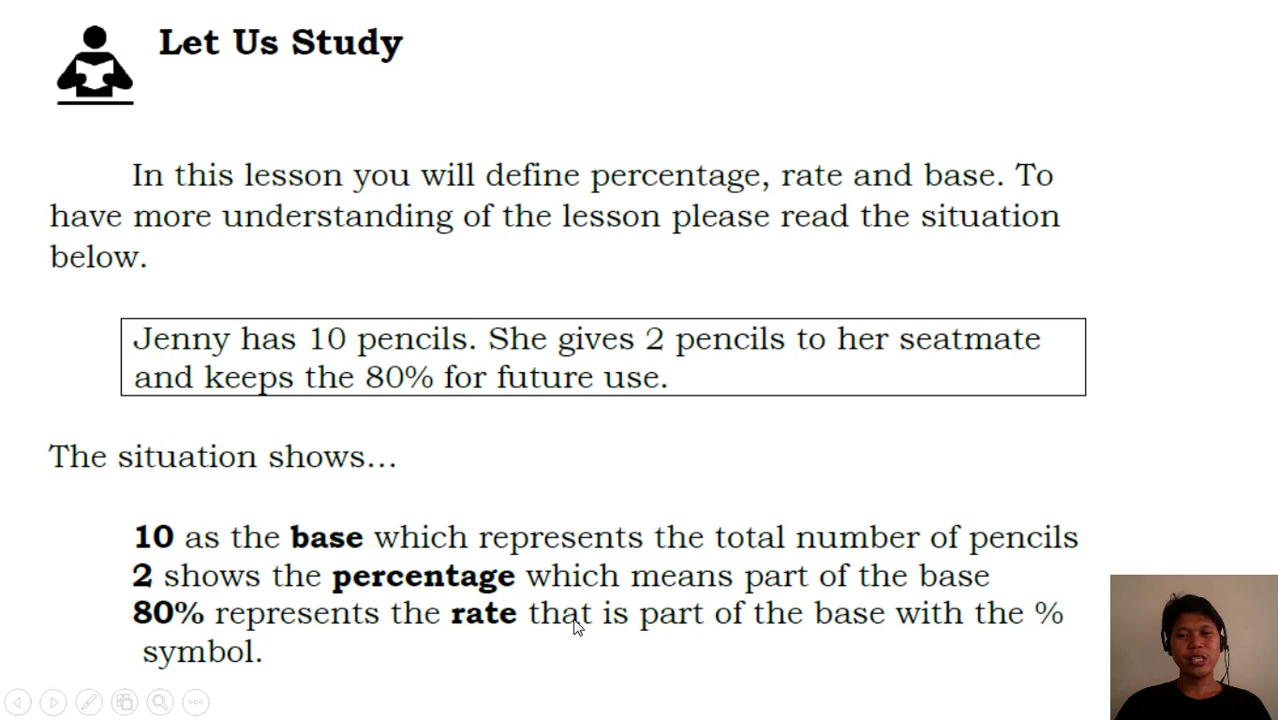 Let Us Study
In this lesson you will define percentage, rate and base. To
have more understanding of the lesson please read the situation
below.
Jenny has 10 pencils. She gives 2 pencils to her seatmate
and keeps the 80% for future use.
The situation shows...
10 as the base which represents the total number of pencils
2 shows the percentage which means part of the base
80% represents the rate that is part of the base with the %
symbol.